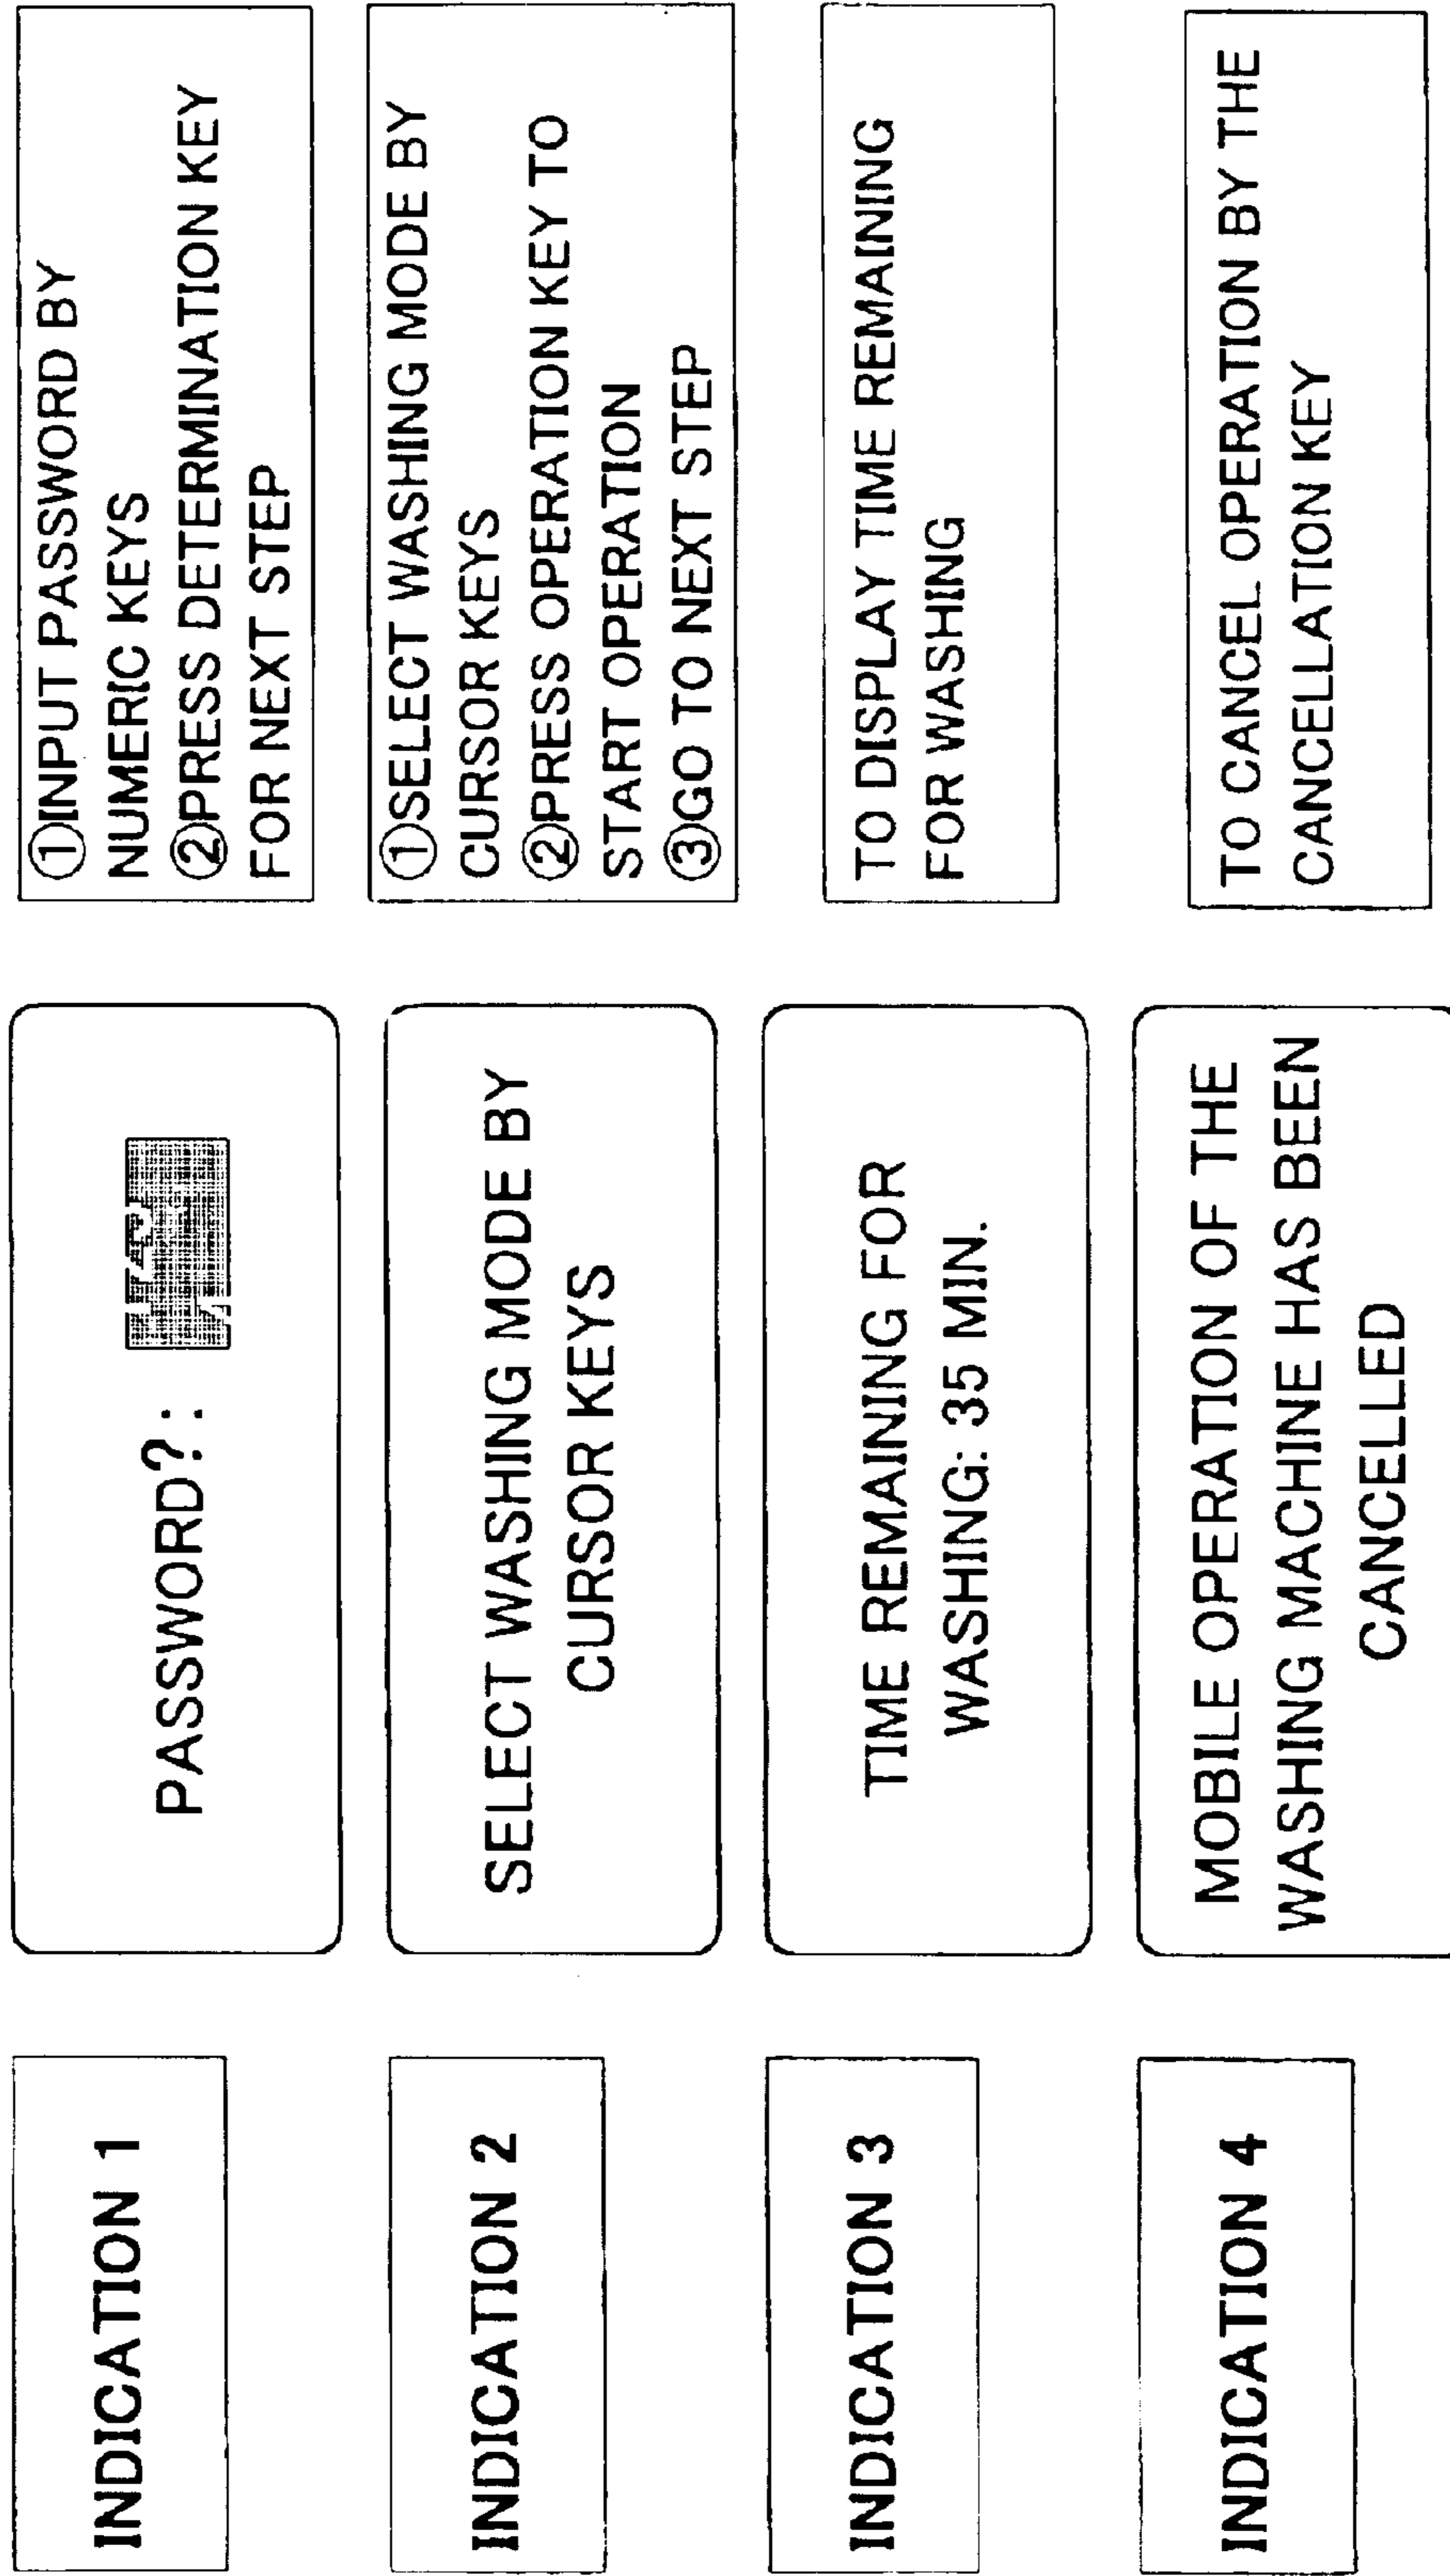 INDICATION 1
PASSWORD?:
①INPUT PASSWORD BY
NUMERIC KEYS
②PRESS DETERMINATION KEY
FOR NEXT STEP
INDICATION 2
SELECT WASHING MODE BY
CURSOR KEYS
①SELECT WASHING MODE BY
CURSOR KEYS
②PRESS OPERATION KEY TO
START OPERATION
③GO TO NEXT STEP
INDICATION 3
TIME REMAINING FOR
WASHING: 35 MIN.
TO DISPLAY TIME REMAINING
FOR WASHING
INDICATION 4
MOBILE OPERATION OF THE
WASHING MACHINE HAS BEEN
CANCELLED
TO CANCEL OPERATION BY THE
CANCELLATION KEY